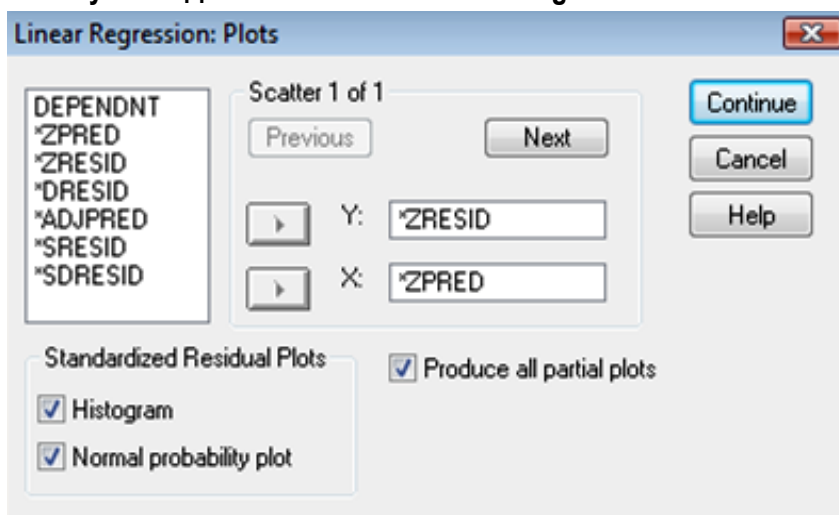 Linear Regression: Plots
DEPENDNT
*ZPRED
*ZRESID
*DRESID
*ADJPRED
*SRESID
*SDRESID
Scatter 1 of 1
Previous
Next
Y: *ZRESID
X: *ZPRED
Continue
Cancel
Help
Standardized Residual Plots
Histogram
Normal probability plot
Produce all partial plots